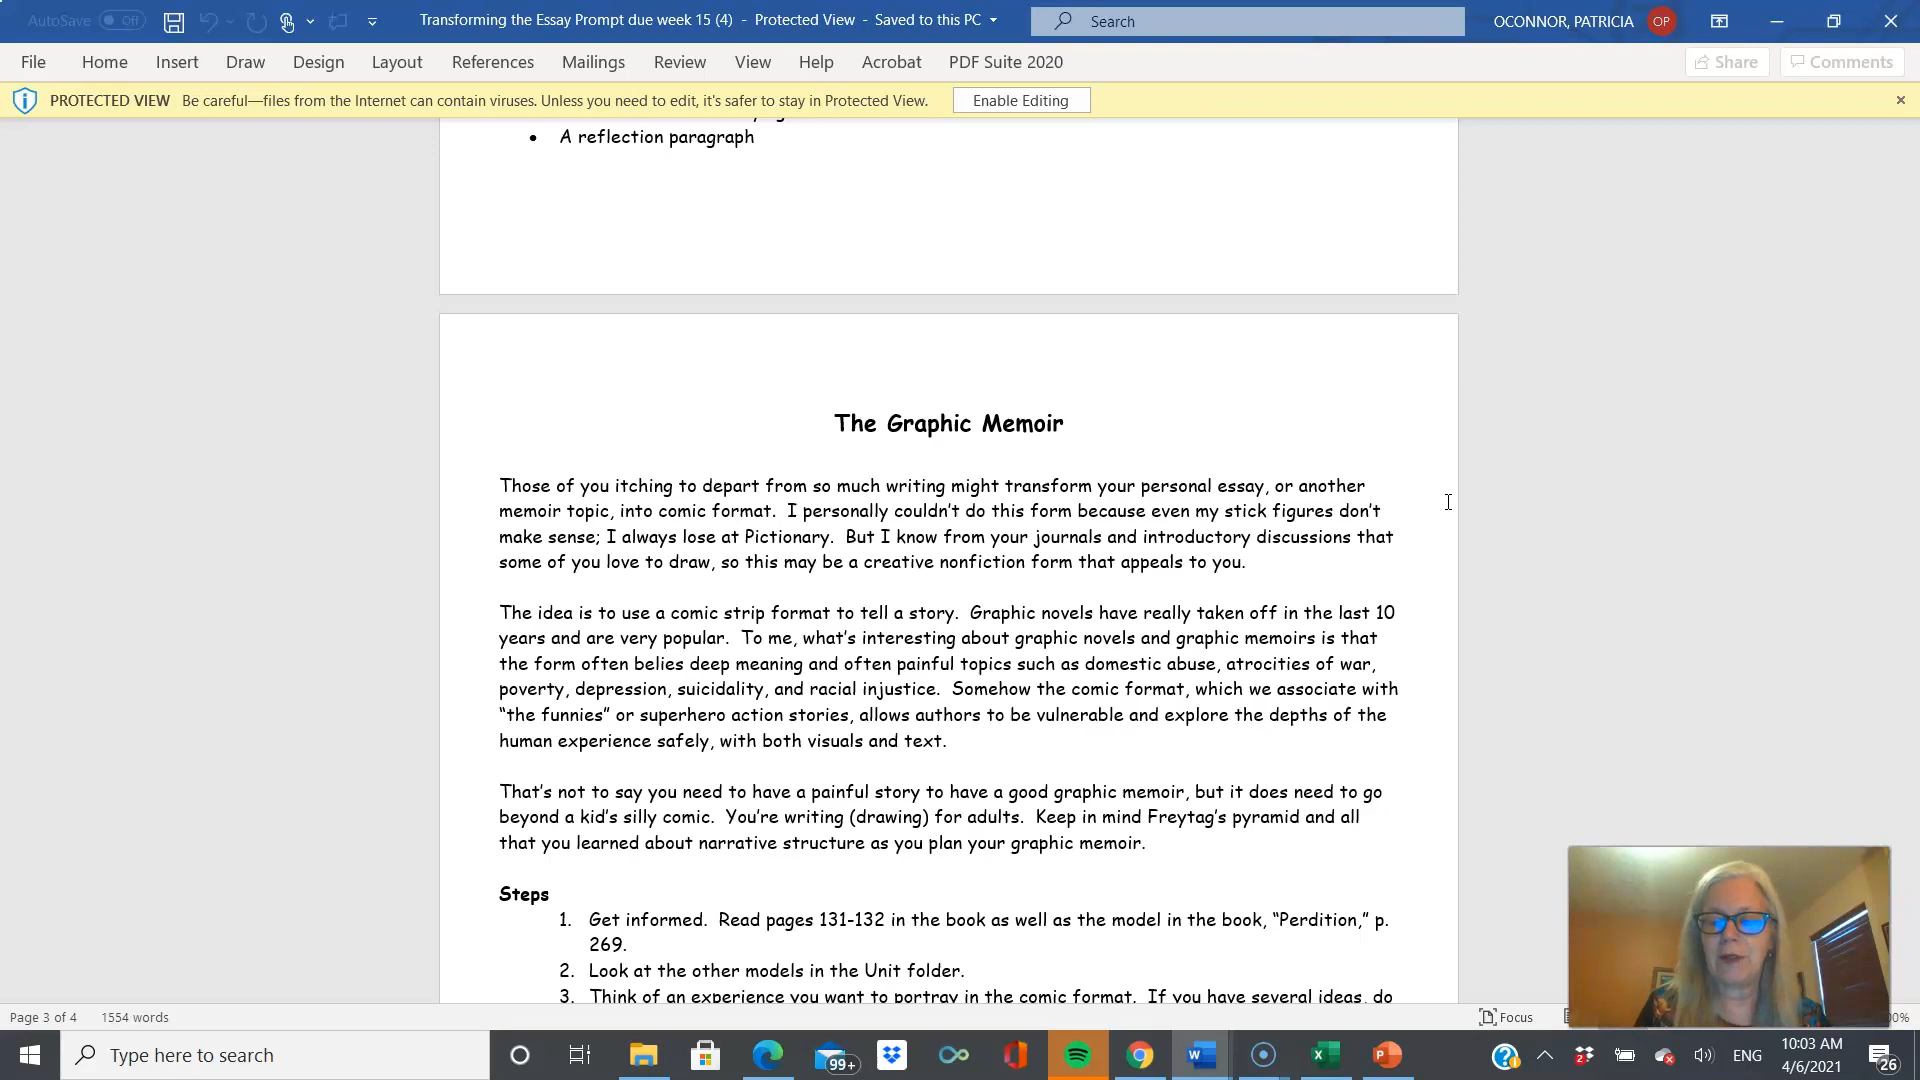 AutoSave Off
Transforming the Essay Prompt due week 15 (4) - Protected View - Saved to this PC
Search
OCONNOR, PATRICIA OP
File Home Insert Draw Design Layout References Mailings Review View Help Acrobat PDF Suite 2020
Share Comments
PROTECTED VIEW Be careful—files from the Internet can contain viruses. Unless you need to edit, it's safer to stay in Protected View. Enable Editing
• A reflection paragraph
The Graphic Memoir
Those of you itching to depart from so much writing might transform your personal essay, or another
memoir topic, into comic format. I personally couldn't do this form because even my stick figures don't
make sense; I always lose at Pictionary. But I know from your journals and introductory discussions that
some of you love to draw, so this may be a creative nonfiction form that appeals to you.
The idea is to use a comic strip format to tell a story. Graphic novels have really taken off in the last 10
years and are very popular. To me, what's interesting about graphic novels and graphic memoirs is that
the form often belies deep meaning and often painful topics such as domestic abuse, atrocities of war,
poverty, depression, suicidality, and racial injustice. Somehow the comic format, which we associate with
"the funnies" or superhero action stories, allows authors to be vulnerable and explore the depths of the
human experience safely, with both visuals and text.
That's not to say you need to have a painful story to have a good graphic memoir, but it does need to go
beyond a kid's silly comic. You're writing (drawing) for adults. Keep in mind Freytag's pyramid and all
that you learned about narrative structure as you plan your graphic memoir.
Steps
1. Get informed. Read pages 131-132 in the book as well as the model in the book, "Perdition," p.
269.
2. Look at the other models in the Unit folder.
3. Think of an experience you want to portray in the comic format. If you have several ideas, do
Page 3 of 4 1554 words
Focus
Type here to search
99+
2
ENG
10:03 AM
4/6/2021
26